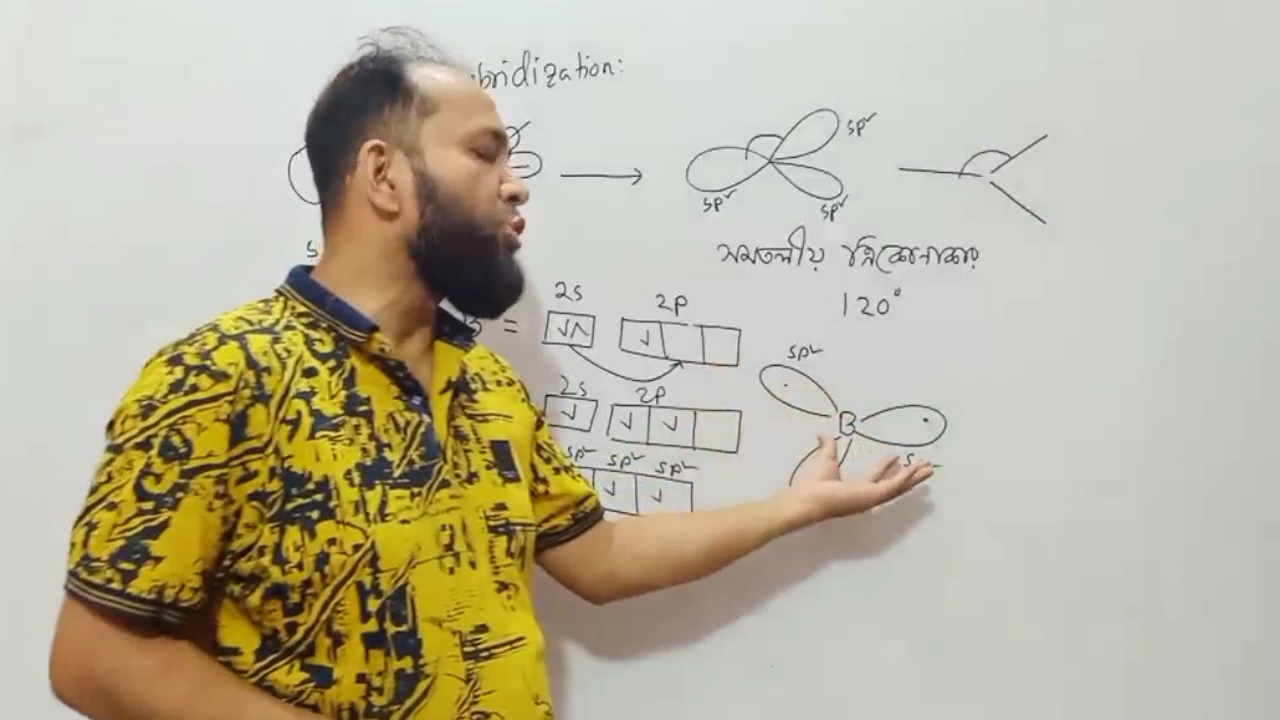 bridization:
sp²
sp² sp²
সমতলীয় ত্রিকোণাকার
120°
2s 2p
B =
sp²
2s 2p
B
sp² sp² sp²